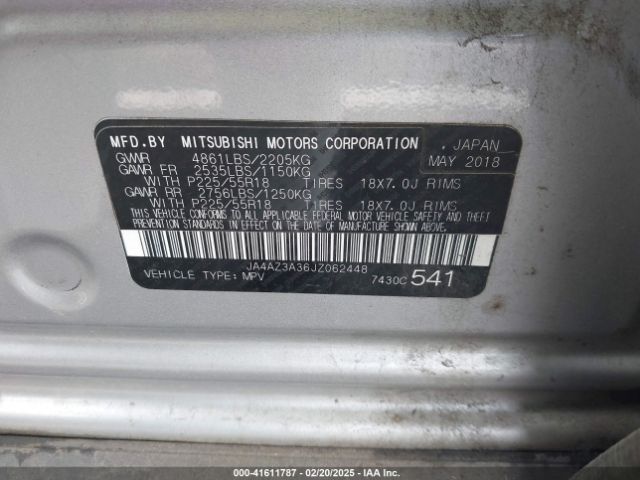 MFD.BY MITSUBISHI MOTORS CORPORATION , JAPAN
GVWR 4861LBS/2205KG MAY 2018
GAWR FR 2535LBS/1150KG
WITH P225/55R18 TIRES 18X7.0J RIMS
GAWR RR 2756LBS/1250KG
WITH P225/55R18 TIRES 18X7.0J RIMS
THIS VEHICLE CONFORMS TO ALL APPLICABLE FEDERAL MOTOR VEHICLE SAFETY AND THEFT
PREVENTION STANDARDS IN EFFECT ON THE DATE OF MANUFACTURE SHOWN ABOVE.
JA4AZ3A36JZ062448
VEHICLE TYPE: MPV 7430C 541
000-41611787 - 02/20/2025 - IAA Inc.